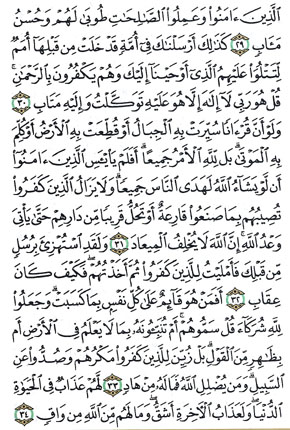 ٱلَّذِينَ ءَامَنُوا۟ وَعَمِلُوا۟ ٱلصَّٰلِحَٰتِ طُوبَىٰ لَهُمْ وَحُسْنُ
مَـَٔابٍ ٢٩ كَذَٰلِكَ أَرْسَلْنَٰكَ فِىٓ أُمَّةٍ قَدْ خَلَتْ مِن قَبْلِهَآ أُمَمٌ
لِّتَتْلُوَا۟ عَلَيْهِمُ ٱلَّذِىٓ أَوْحَيْنَآ إِلَيْكَ وَهُمْ يَكْفُرُونَ بِٱلرَّحْمَٰنِ ۚ
قُلْ هُوَ رَبِّى لَآ إِلَٰهَ إِلَّا هُوَ عَلَيْهِ تَوَكَّلْتُ وَإِلَيْهِ مَتَابِ ٣٠
وَلَوْ أَنَّ قُرْءَانًا سُيِّرَتْ بِهِ ٱلْجِبَالُ أَوْ قُطِّعَتْ بِهِ ٱلْأَرْضُ أَوْ كُلِّمَ
بِهِ ٱلْمَوْتَىٰ ۗ بَل لِّلَّهِ ٱلْأَمْرُ جَمِيعًا ۗ أَفَلَمْ يَا۟يْـَٔسِ ٱلَّذِينَ ءَامَنُوٓا۟
أَن لَّوْ يَشَآءُ ٱللَّهُ لَهَدَى ٱلنَّاسَ جَمِيعًا ۗ وَلَا يَزَالُ ٱلَّذِينَ كَفَرُوا۟
تُصِيبُهُم بِمَا صَنَعُوا۟ قَارِعَةٌ أَوْ تَحُلُّ قَرِيبًا مِّن دَارِهِمْ حَتَّىٰ يَأْتِىَ
وَعْدُ ٱللَّهِ ۚ إِنَّ ٱللَّهَ لَا يُخْلِفُ ٱلْمِيعَادَ ٣١ وَلَقَدِ ٱسْتُهْزِئَ بِرُسُلٍ
مِّن قَبْلِكَ فَأَمْلَيْتُ لِلَّذِينَ كَفَرُوا۟ ثُمَّ أَخَذْتُهُمْ ۖ فَكَيْفَ كَانَ
عِقَابِ ٣٢ أَفَمَنْ هُوَ قَآئِمٌ عَلَىٰ كُلِّ نَفْسٍۭ بِمَا كَسَبَتْ ۗ وَجَعَلُوا۟
لِلَّهِ شُرَكَآءَ قُلْ سَمُّوهُمْ ۚ أَمْ تُنَبِّـُٔونَهُۥ بِمَا لَا يَعْلَمُ فِى ٱلْأَرْضِ أَم
بِظَٰهِرٍ مِّنَ ٱلْقَوْلِ ۗ بَلْ زُيِّنَ لِلَّذِينَ كَفَرُوا۟ مَكْرُهُمْ وَصُدُّوا۟ عَنِ
ٱلسَّبِيلِ ۗ وَمَن يُضْلِلِ ٱللَّهُ فَمَا لَهُۥ مِنْ هَادٍ ٣٣ لَّهُمْ عَذَابٌ فِى ٱلْحَيَوٰةِ
ٱلدُّنْيَا ۖ وَلَعَذَابُ ٱلْـَٔاخِرَةِ أَشَقُّ ۖ وَمَا لَهُم مِّنَ ٱللَّهِ مِن وَاقٍ ٣٤